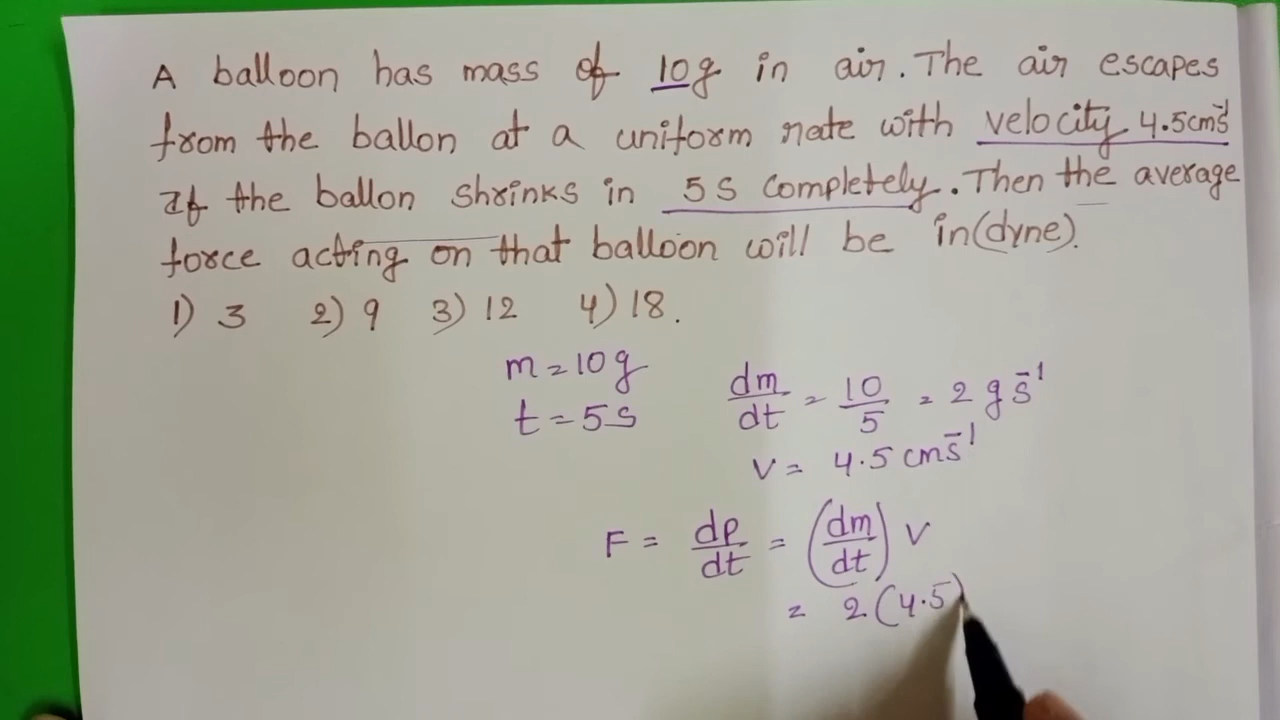 A balloon has mass of 10g in air. The air escapes
from the ballon at a uniform rate with velocity 4.5cms⁻¹
If the ballon shrinks in 5S completely. Then the average
force acting on that balloon will be in(dyne).
1) 3 2) 9 3) 12 4) 18.
m = 10g
t = 5s
dm/dt = 10/5 = 2 g s⁻¹
v = 4.5 cms⁻¹
F = dp/dt = (dm/dt) v
= 2(4.5)